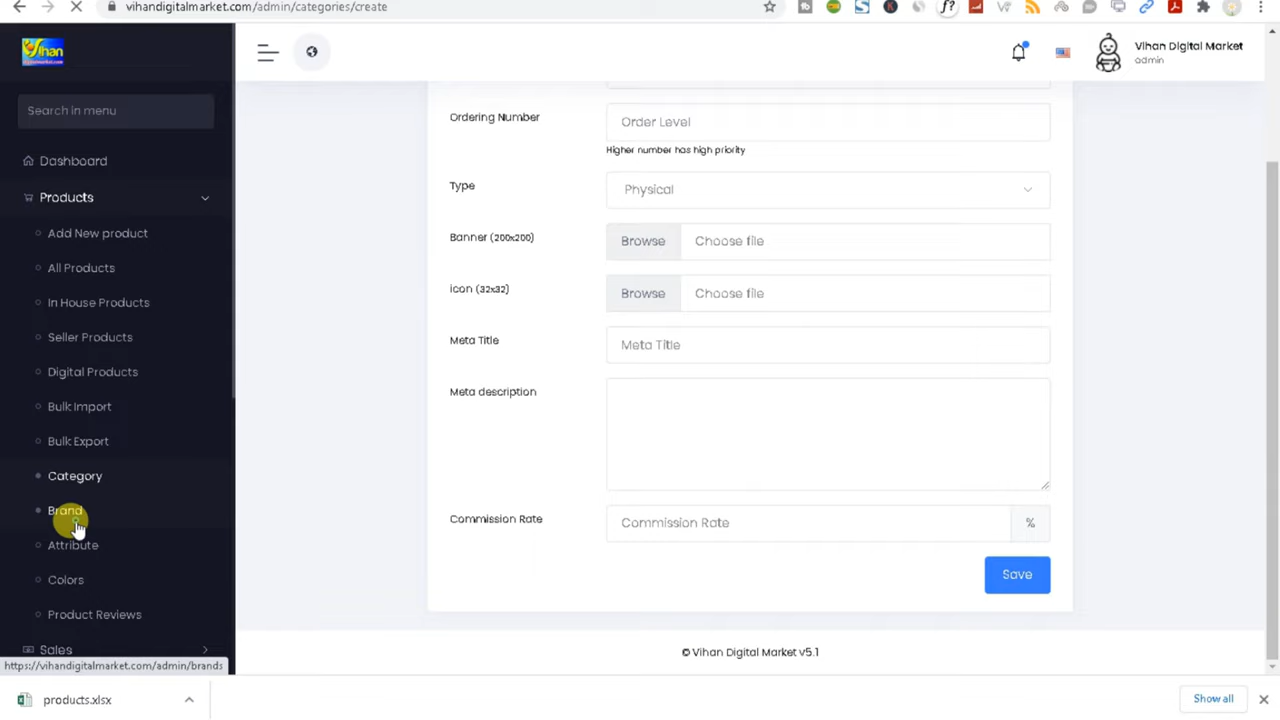 vihandigitalmarket.com/admin/categories/create
Vihan
Search in menu
Vihan Digital Market
admin
Dashboard
Products
Add New product
All Products
In House Products
Seller Products
Digital Products
Bulk Import
Bulk Export
Category
Brand
Attribute
Colors
Product Reviews
Sales
Ordering Number
Order Level
Higher number has high priority
Type
Physical
Banner (200x200)
Browse
Choose file
icon (32x32)
Browse
Choose file
Meta Title
Meta Title
Meta description
Commission Rate
Commission Rate
%
Save
© Vihan Digital Market v5.1
https://vihandigitalmarket.com/admin/brands
products.xlsx
Show all